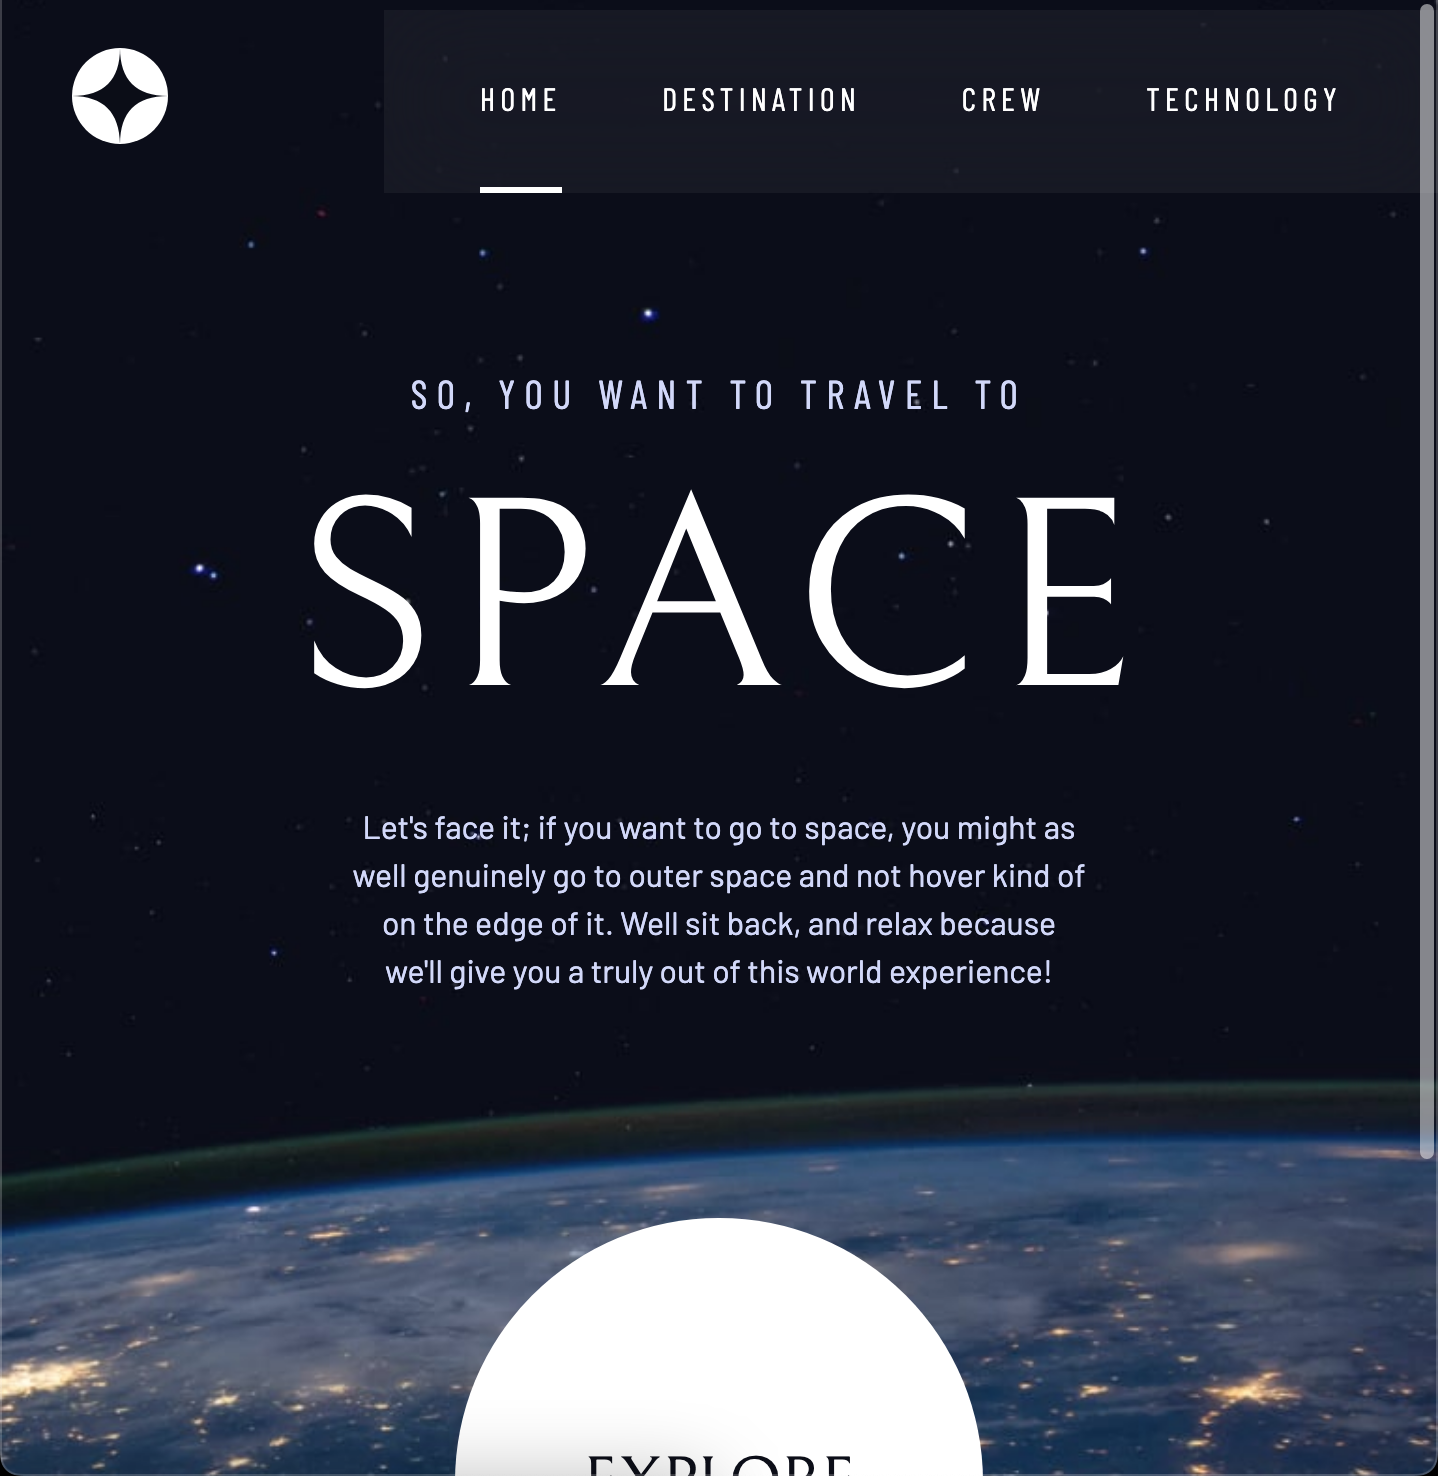 HOME DESTINATION CREW TECHNOLOGY
SO, YOU WANT TO TRAVEL TO
SPACE
Let's face it; if you want to go to space, you might as
well genuinely go to outer space and not hover kind of
on the edge of it. Well sit back, and relax because
we'll give you a truly out of this world experience!
EXPLORE